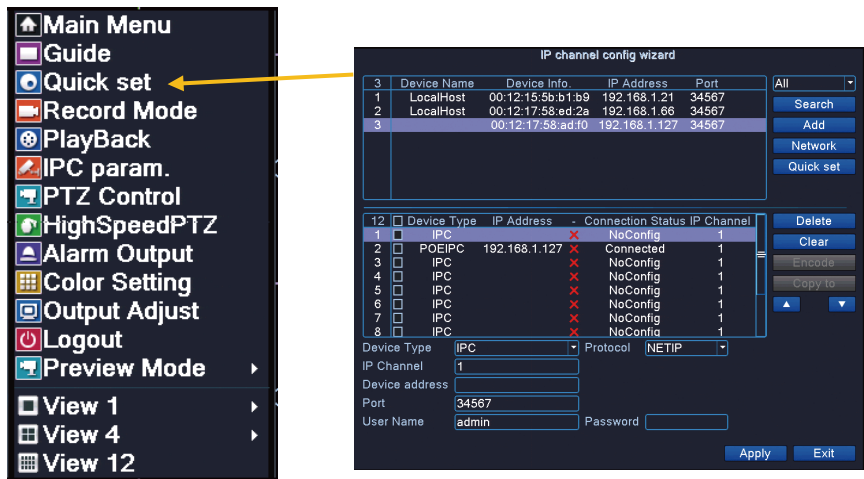 Main Menu
Guide
Quick set
Record Mode
PlayBack
IPC param.
PTZ Control
HighSpeedPTZ
Alarm Output
Color Setting
Output Adjust
Logout
Preview Mode
View 1
View 4
View 12
IP channel config wizard
3 Device Name Device Info. IP Address Port
1 LocalHost 00:12:15:5b:b1:b9 192.168.1.21 34567
2 LocalHost 00:12:17:58:ed:2a 192.168.1.66 34567
3 00:12:17:58:ad:f0 192.168.1.127 34567
All
Search
Add
Network
Quick set
12 Device Type IP Address - Connection Status IP Channel
1 IPC NoConfig 1
2 POEIPC 192.168.1.127 Connected 1
3 IPC NoConfig 1
4 IPC NoConfig 1
5 IPC NoConfig 1
6 IPC NoConfig 1
7 IPC NoConfig 1
8 IPC NoConfig 1
Delete
Clear
Encode
Copy to
Device Type IPC Protocol NETIP
IP Channel 1
Device address
Port 34567
User Name admin Password
Apply Exit